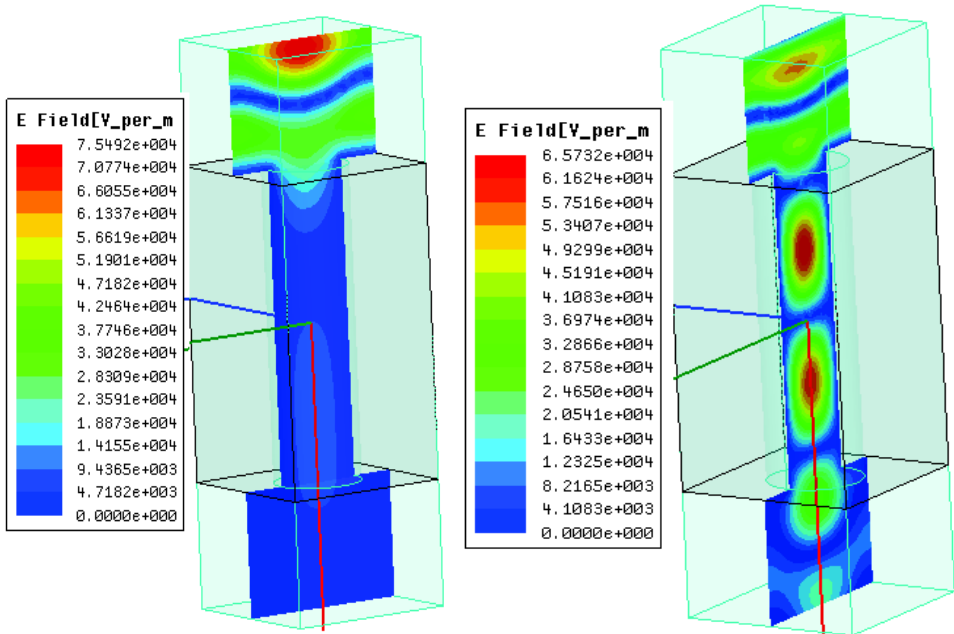 E Field[V_per_m
7.5492e+004
7.0774e+004
6.6055e+004
6.1337e+004
5.6619e+004
5.1901e+004
4.7182e+004
4.2464e+004
3.7746e+004
3.3028e+004
2.8309e+004
2.3591e+004
1.8873e+004
1.4155e+004
9.4365e+003
4.7182e+003
0.0000e+000
E Field[V_per_m
6.5732e+004
6.1624e+004
5.7516e+004
5.3407e+004
4.9299e+004
4.5191e+004
4.1083e+004
3.6974e+004
3.2866e+004
2.8758e+004
2.4650e+004
2.0541e+004
1.6433e+004
1.2325e+004
8.2165e+003
4.1083e+003
0.0000e+000